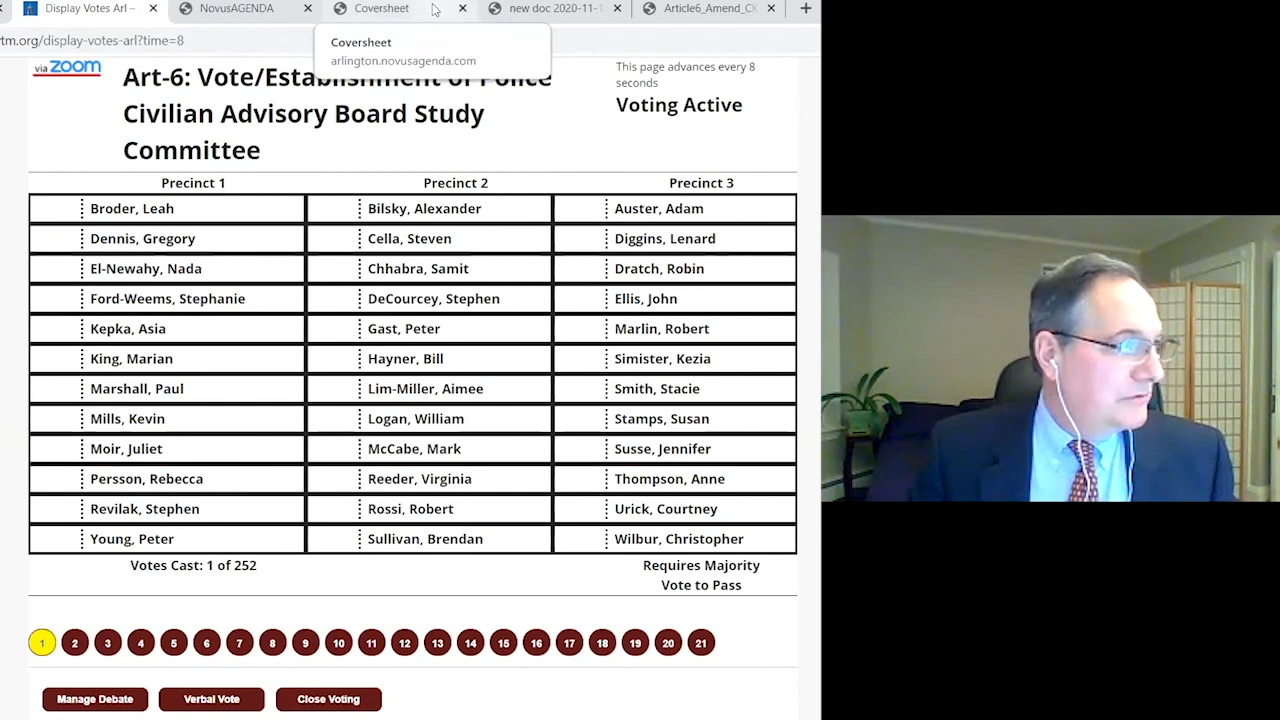 Display Votes Arl –
NovusAGENDA
Coversheet
new doc 2020-11-1
Article6_Amend_CK
rtm.org/display-votes-arl?time=8
Coversheet
arlington.novusagenda.com
via zoom
Art-6: Vote/Establishment of Police
Civilian Advisory Board Study
Committee
This page advances every 8
seconds
Voting Active
Precinct 1 Precinct 2 Precinct 3
Broder, Leah Bilsky, Alexander Auster, Adam
Dennis, Gregory Cella, Steven Diggins, Lenard
El-Newahy, Nada Chhabra, Samit Dratch, Robin
Ford-Weems, Stephanie DeCourcey, Stephen Ellis, John
Kepka, Asia Gast, Peter Marlin, Robert
King, Marian Hayner, Bill Simister, Kezia
Marshall, Paul Lim-Miller, Aimee Smith, Stacie
Mills, Kevin Logan, William Stamps, Susan
Moir, Juliet McCabe, Mark Susse, Jennifer
Persson, Rebecca Reeder, Virginia Thompson, Anne
Revilak, Stephen Rossi, Robert Urick, Courtney
Young, Peter Sullivan, Brendan Wilbur, Christopher
Votes Cast: 1 of 252
Requires Majority
Vote to Pass
1 2 3 4 5 6 7 8 9 10 11 12 13 14 15 16 17 18 19 20 21
Manage Debate Verbal Vote Close Voting